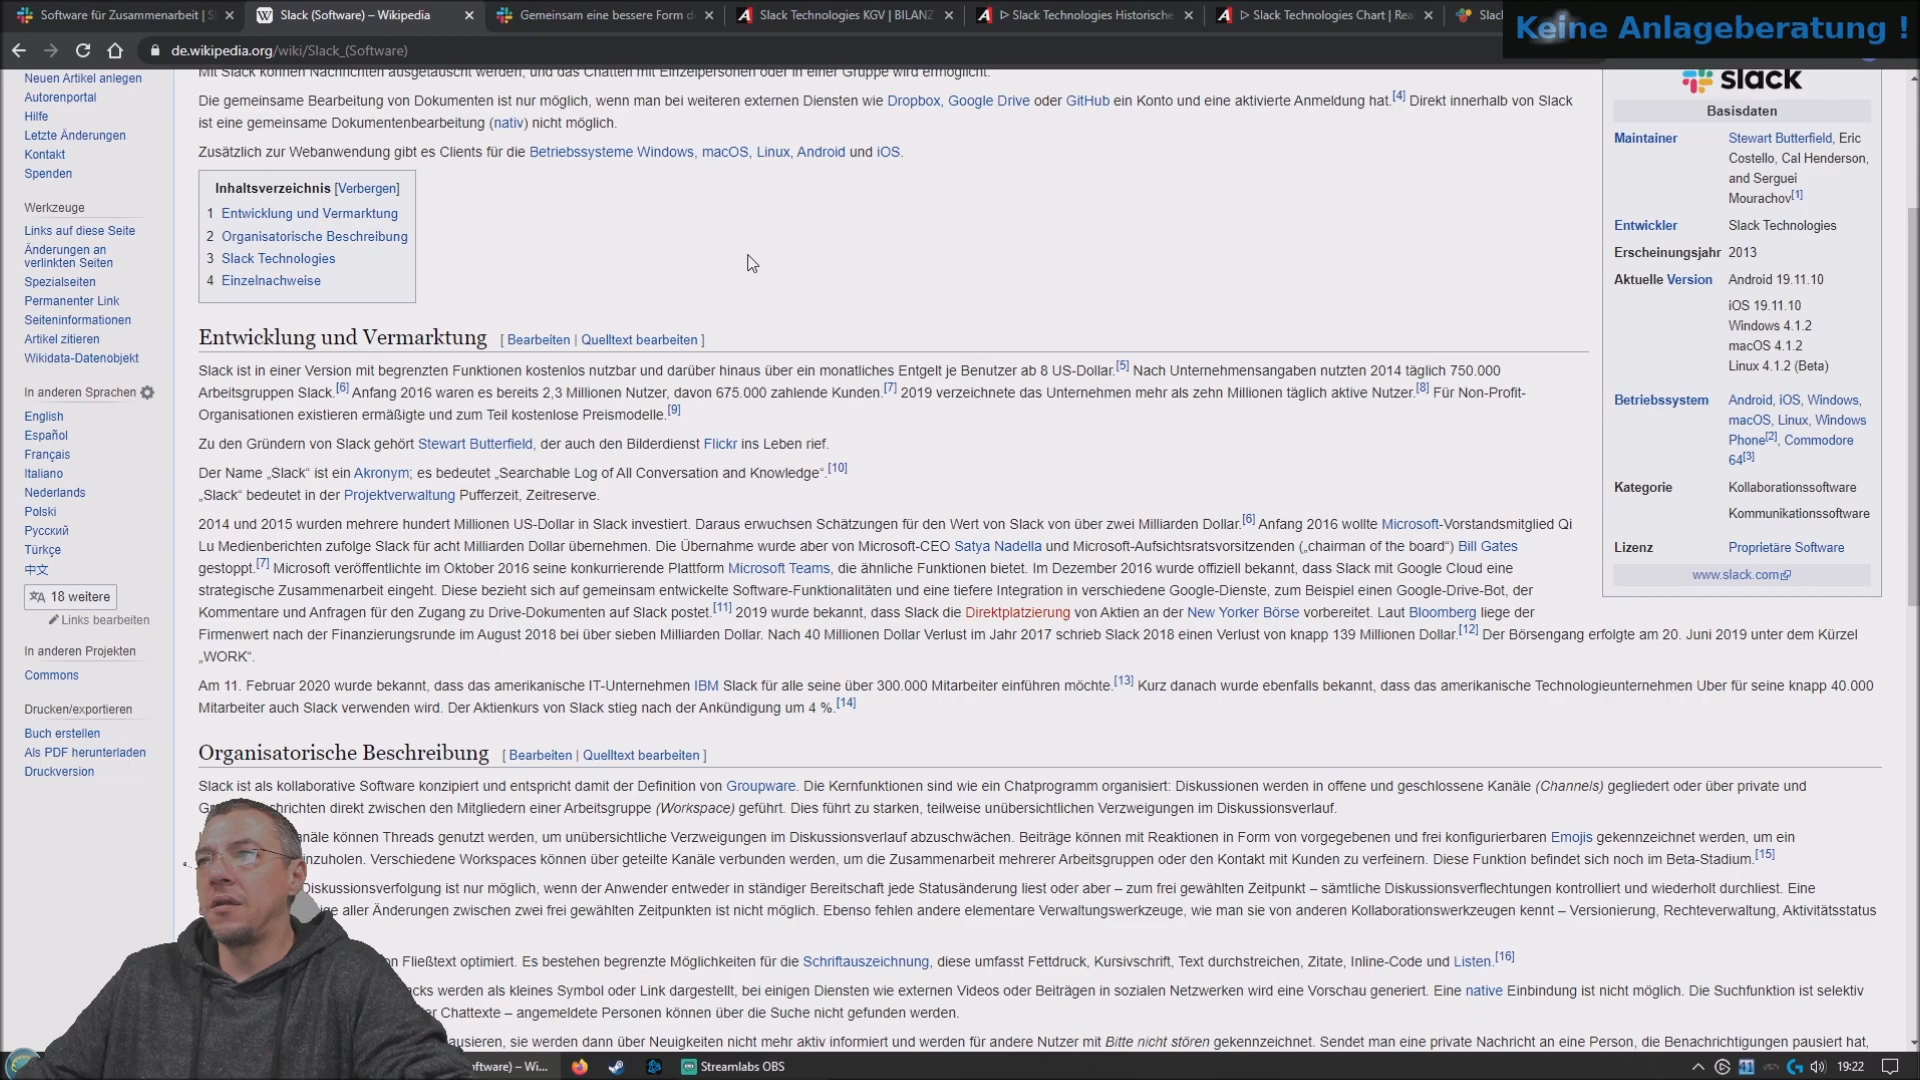 Software für Zusammenarbeit | S
Slack (Software) – Wikipedia
Gemeinsam eine bessere Form d
Slack Technologies KGV | BILANZ
ᐅ Slack Technologies Historische
ᐅ Slack Technologies Chart | Rea
Slac
Keine Anlageberatung !
de.wikipedia.org/wiki/Slack_(Software)
Neuen Artikel anlegen
Autorenportal
Hilfe
Letzte Änderungen
Kontakt
Spenden
Werkzeuge
Links auf diese Seite
Änderungen an
verlinkten Seiten
Spezialseiten
Permanenter Link
Seiteninformationen
Artikel zitieren
Wikidata-Datenobjekt
In anderen Sprachen
English
Español
Français
Italiano
Nederlands
Polski
Русский
Türkçe
中文
18 weitere
Links bearbeiten
In anderen Projekten
Commons
Drucken/exportieren
Buch erstellen
Als PDF herunterladen
Druckversion
Mit Slack können Nachrichten ausgetauscht werden, und das Chatten mit Einzelpersonen oder in einer Gruppe wird ermöglicht.
Die gemeinsame Bearbeitung von Dokumenten ist nur möglich, wenn man bei weiteren externen Diensten wie Dropbox, Google Drive oder GitHub ein Konto und eine aktivierte Anmeldung hat.[4] Direkt innerhalb von Slack
ist eine gemeinsame Dokumentenbearbeitung (nativ) nicht möglich.
Zusätzlich zur Webanwendung gibt es Clients für die Betriebssysteme Windows, macOS, Linux, Android und iOS.
Inhaltsverzeichnis [Verbergen]
1 Entwicklung und Vermarktung
2 Organisatorische Beschreibung
3 Slack Technologies
4 Einzelnachweise
Entwicklung und Vermarktung [ Bearbeiten | Quelltext bearbeiten ]
Slack ist in einer Version mit begrenzten Funktionen kostenlos nutzbar und darüber hinaus über ein monatliches Entgelt je Benutzer ab 8 US-Dollar.[5] Nach Unternehmensangaben nutzten 2014 täglich 750.000
Arbeitsgruppen Slack.[6] Anfang 2016 waren es bereits 2,3 Millionen Nutzer, davon 675.000 zahlende Kunden.[7] 2019 verzeichnete das Unternehmen mehr als zehn Millionen täglich aktive Nutzer.[8] Für Non-Profit-
Organisationen existieren ermäßigte und zum Teil kostenlose Preismodelle.[9]
Zu den Gründern von Slack gehört Stewart Butterfield, der auch den Bilderdienst Flickr ins Leben rief.
Der Name „Slack“ ist ein Akronym; es bedeutet „Searchable Log of All Conversation and Knowledge“.[10]
„Slack“ bedeutet in der Projektverwaltung Pufferzeit, Zeitreserve.
2014 und 2015 wurden mehrere hundert Millionen US-Dollar in Slack investiert. Daraus erwuchsen Schätzungen für den Wert von Slack von über zwei Milliarden Dollar.[6] Anfang 2016 wollte Microsoft-Vorstandsmitglied Qi
Lu Medienberichten zufolge Slack für acht Milliarden Dollar übernehmen. Die Übernahme wurde aber von Microsoft-CEO Satya Nadella und Microsoft-Aufsichtsratsvorsitzenden („chairman of the board“) Bill Gates
gestoppt.[7] Microsoft veröffentlichte im Oktober 2016 seine konkurrierende Plattform Microsoft Teams, die ähnliche Funktionen bietet. Im Dezember 2016 wurde offiziell bekannt, dass Slack mit Google Cloud eine
strategische Zusammenarbeit eingeht. Diese bezieht sich auf gemeinsam entwickelte Software-Funktionalitäten und eine tiefere Integration in verschiedene Google-Dienste, zum Beispiel einen Google-Drive-Bot, der
Kommentare und Anfragen für den Zugang zu Drive-Dokumenten auf Slack postet.[11] 2019 wurde bekannt, dass Slack die Direktplatzierung von Aktien an der New Yorker Börse vorbereitet. Laut Bloomberg liege der
Firmenwert nach der Finanzierungsrunde im August 2018 bei über sieben Milliarden Dollar. Nach 40 Millionen Dollar Verlust im Jahr 2017 schrieb Slack 2018 einen Verlust von knapp 139 Millionen Dollar.[12] Der Börsengang erfolgte am 20. Juni 2019 unter dem Kürzel
„WORK“.
Am 11. Februar 2020 wurde bekannt, dass das amerikanische IT-Unternehmen IBM Slack für alle seine über 300.000 Mitarbeiter einführen möchte.[13] Kurz danach wurde ebenfalls bekannt, dass das amerikanische Technologieunternehmen Uber für seine knapp 40.000
Mitarbeiter auch Slack verwenden wird. Der Aktienkurs von Slack stieg nach der Ankündigung um 4 %.[14]
Organisatorische Beschreibung [ Bearbeiten | Quelltext bearbeiten ]
Slack ist als kollaborative Software konzipiert und entspricht damit der Definition von Groupware. Die Kernfunktionen sind wie ein Chatprogramm organisiert: Diskussionen werden in offene und geschlossene Kanäle (Channels) gegliedert oder über private und
chrichten direkt zwischen den Mitgliedern einer Arbeitsgruppe (Workspace) geführt. Dies führt zu starken, teilweise unübersichtlichen Verzweigungen im Diskussionsverlauf.
näle können Threads genutzt werden, um unübersichtliche Verzweigungen im Diskussionsverlauf abzuschwächen. Beiträge können mit Reaktionen in Form von vorgegebenen und frei konfigurierbaren Emojis gekennzeichnet werden, um ein
inzuholen. Verschiedene Workspaces können über geteilte Kanäle verbunden werden, um die Zusammenarbeit mehrerer Arbeitsgruppen oder den Kontakt mit Kunden zu verfeinern. Diese Funktion befindet sich noch im Beta-Stadium.[15]
Diskussionsverfolgung ist nur möglich, wenn der Anwender entweder in ständiger Bereitschaft jede Statusänderung liest oder aber – zum frei gewählten Zeitpunkt – sämtliche Diskussionsverflechtungen kontrolliert und wiederholt durchliest. Eine
ige aller Änderungen zwischen zwei frei gewählten Zeitpunkten ist nicht möglich. Ebenso fehlen andere elementare Verwaltungswerkzeuge, wie man sie von anderen Kollaborationswerkzeugen kennt – Versionierung, Rechteverwaltung, Aktivitätsstatus
on Fließtext optimiert. Es bestehen begrenzte Möglichkeiten für die Schriftauszeichnung, diese umfasst Fettdruck, Kursivschrift, Text durchstreichen, Zitate, Inline-Code und Listen.[16]
acks werden als kleines Symbol oder Link dargestellt, bei einigen Diensten wie externen Videos oder Beiträgen in sozialen Netzwerken wird eine Vorschau generiert. Eine native Einbindung ist nicht möglich. Die Suchfunktion ist selektiv
er Chattexte – angemeldete Personen können über die Suche nicht gefunden werden.
ausieren, sie werden dann über Neuigkeiten nicht mehr aktiv informiert und werden für andere Nutzer mit Bitte nicht stören gekennzeichnet. Sendet man eine private Nachricht an eine Person, die Benachrichtigungen pausiert hat,
slack
Basisdaten
Maintainer Stewart Butterfield, Eric
Costello, Cal Henderson,
and Serguei
Mourachov[1]
Entwickler Slack Technologies
Erscheinungsjahr 2013
Aktuelle Version Android 19.11.10
iOS 19.11.10
Windows 4.1.2
macOS 4.1.2
Linux 4.1.2 (Beta)
Betriebssystem Android, iOS, Windows,
macOS, Linux, Windows
Phone[2], Commodore
64[3]
Kategorie Kollaborationssoftware
Kommunikationssoftware
Lizenz Proprietäre Software
www.slack.com
oftware) – Wi...
Streamlabs OBS
41
19:22